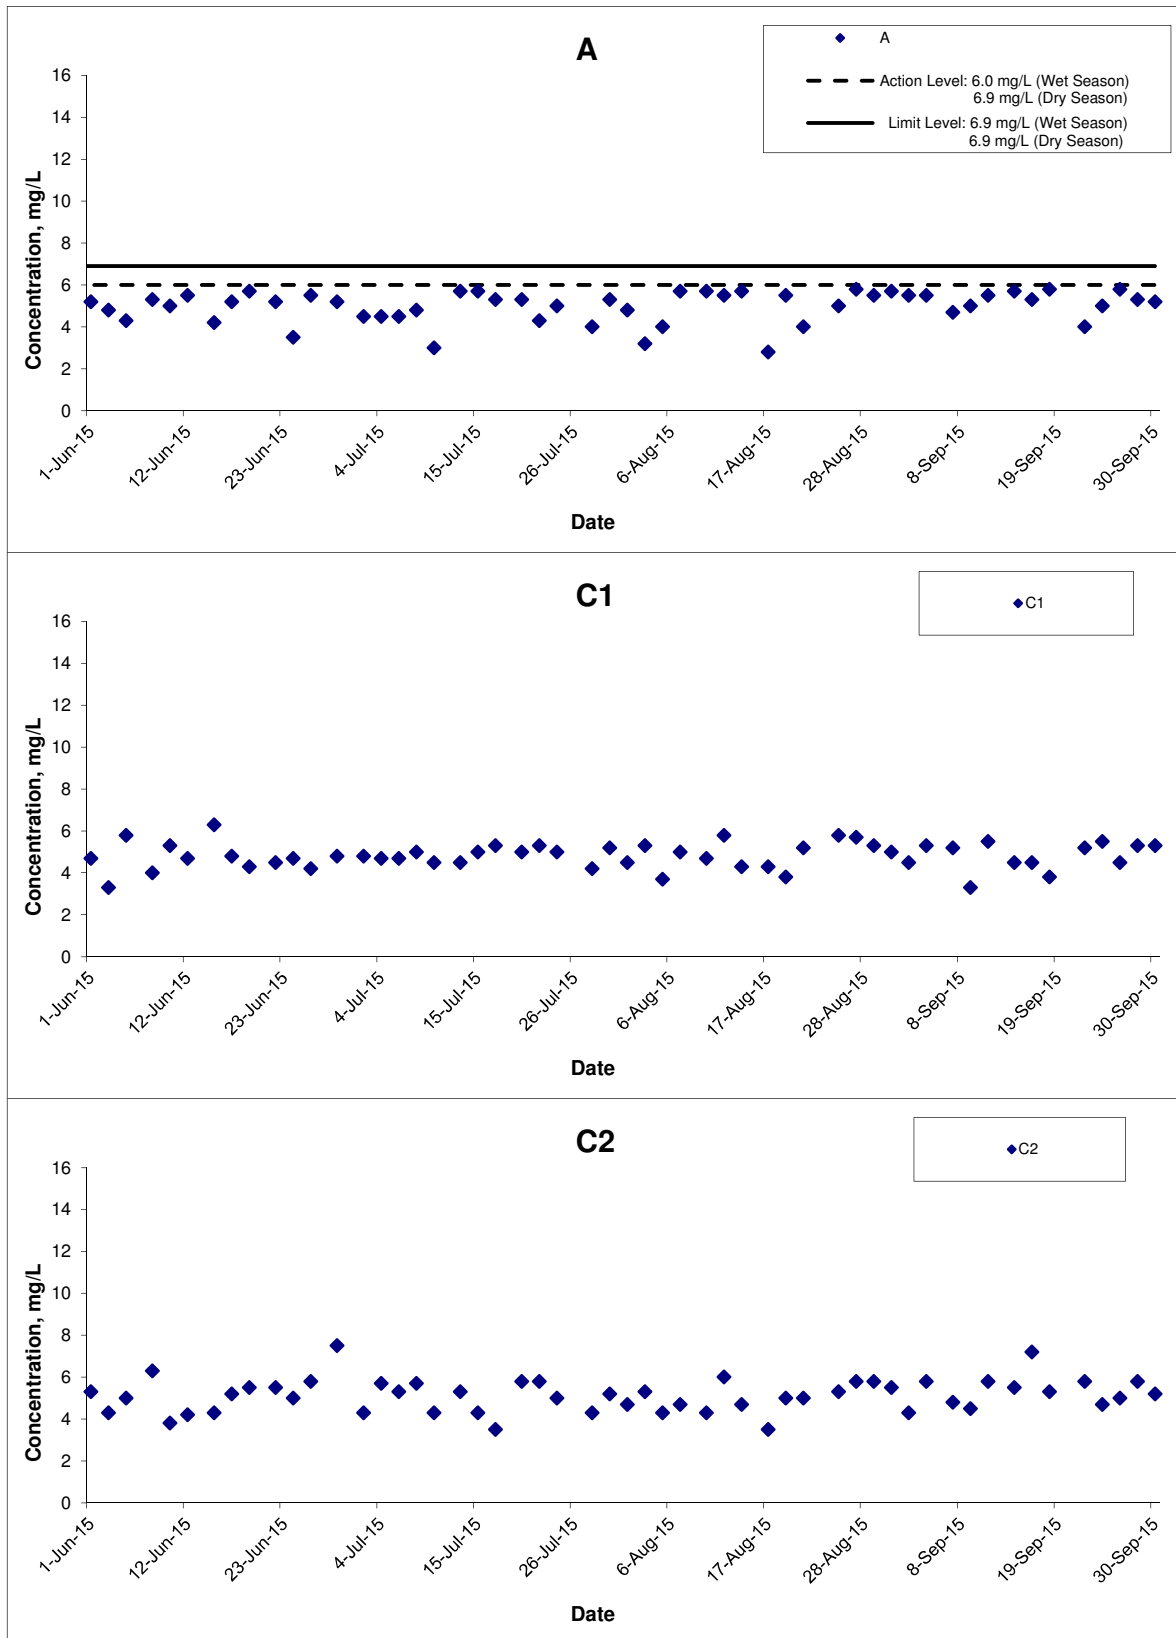 A
A
Action Level: 6.0 mg/L (Wet Season)
6.9 mg/L (Dry Season)
Limit Level: 6.9 mg/L (Wet Season)
6.9 mg/L (Dry Season)
Concentration, mg/L
16
14
12
10
8
6
4
2
0
1-Jun-15
12-Jun-15
23-Jun-15
4-Jul-15
15-Jul-15
26-Jul-15
6-Aug-15
17-Aug-15
28-Aug-15
8-Sep-15
19-Sep-15
30-Sep-15
Date
C1
C1
Concentration, mg/L
16
14
12
10
8
6
4
2
0
1-Jun-15
12-Jun-15
23-Jun-15
4-Jul-15
15-Jul-15
26-Jul-15
6-Aug-15
17-Aug-15
28-Aug-15
8-Sep-15
19-Sep-15
30-Sep-15
Date
C2
C2
Concentration, mg/L
16
14
12
10
8
6
4
2
0
1-Jun-15
12-Jun-15
23-Jun-15
4-Jul-15
15-Jul-15
26-Jul-15
6-Aug-15
17-Aug-15
28-Aug-15
8-Sep-15
19-Sep-15
30-Sep-15
Date